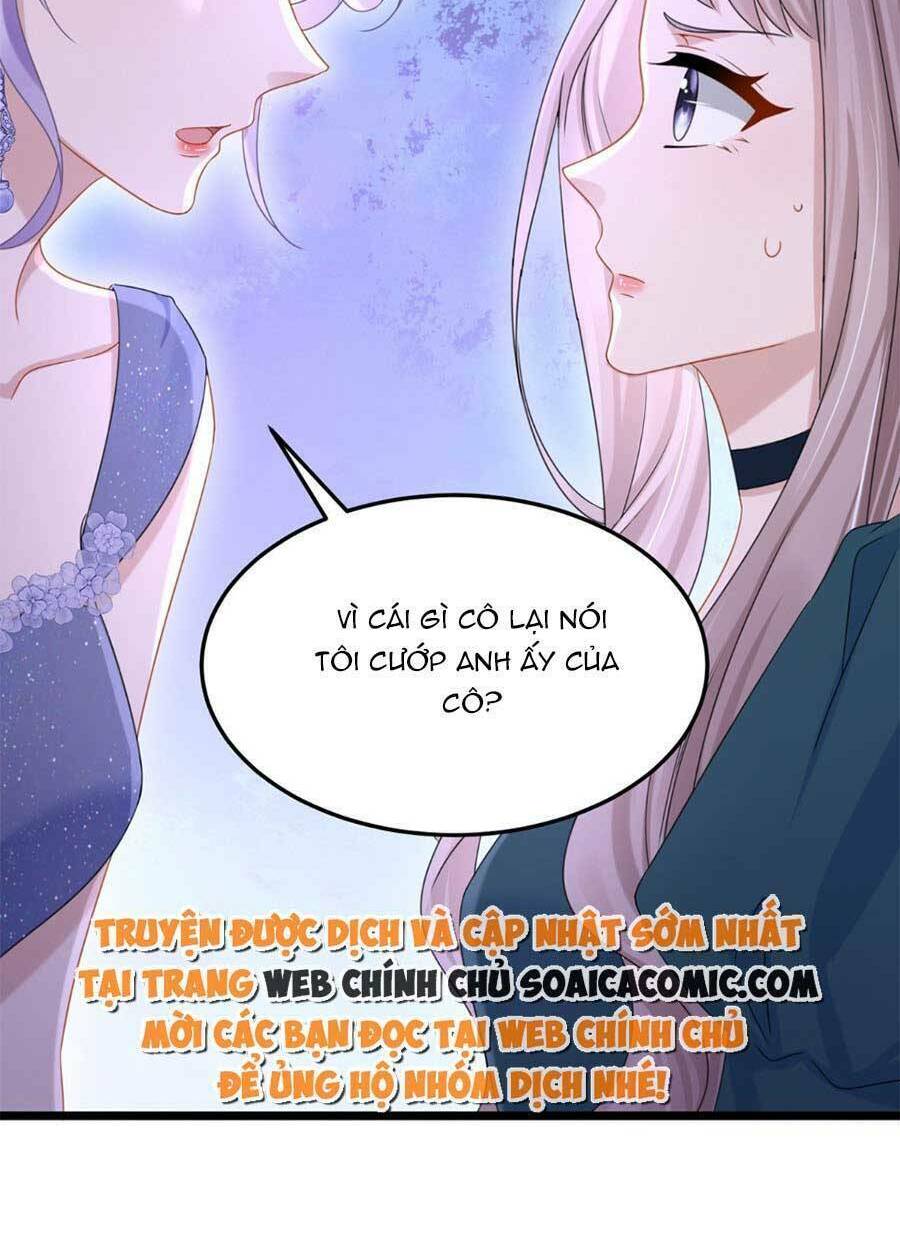 VÌ CÁI GÌ CÔ LẠI NÓI
TÔI CƯỚP ANH ẤY CỦA
CÔ?
TRUYỆN ĐƯỢC DỊCH VÀ CẬP NHẬT SỚM NHẤT
TẠI TRANG WEB CHÍNH CHỦ SOAICACOMIC.COM
MỜI CÁC BẠN ĐỌC TẠI WEB CHÍNH CHỦ
ĐỂ ỦNG HỘ NHÓM DỊCH NHÉ!